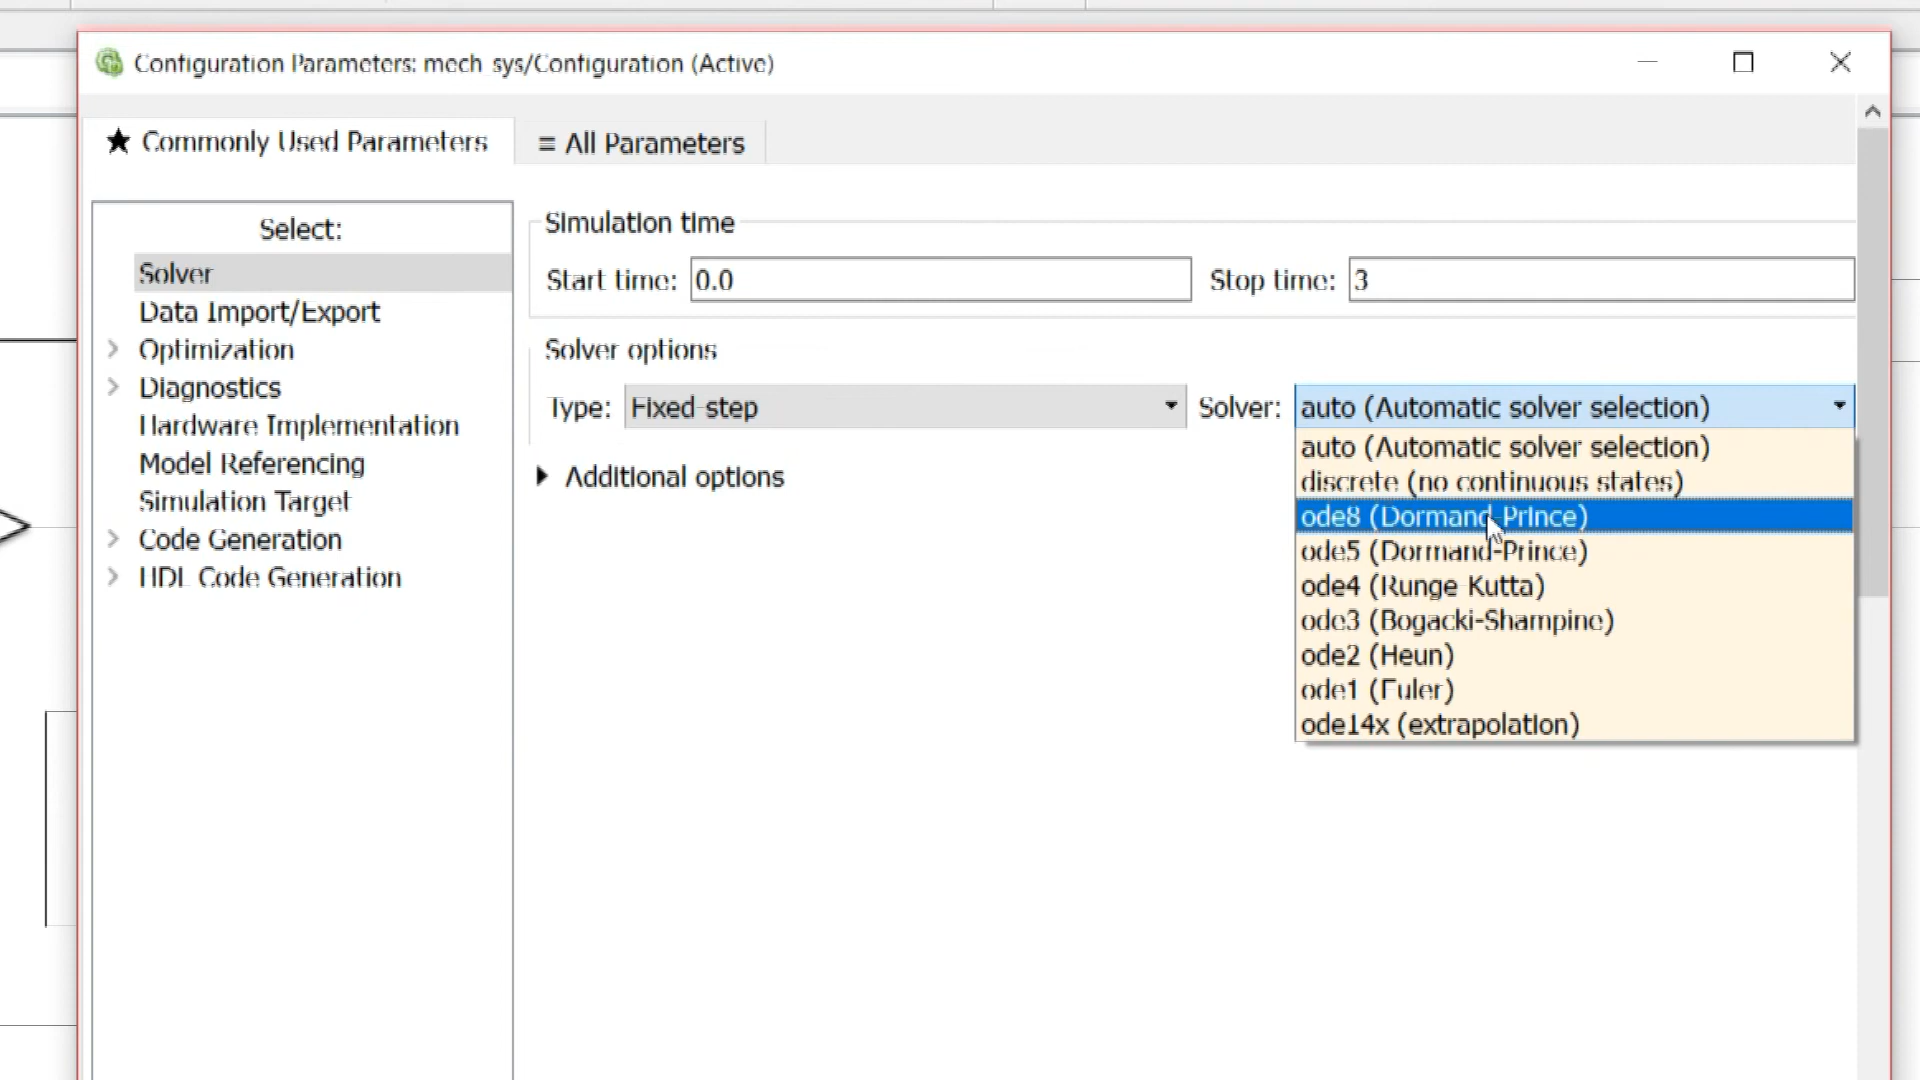 Configuration Parameters: mech sys/Configuration (Active)
★ Commonly Used Parameters
≡ All Parameters
Select:
Solver
Data Import/Export
Optimization
Diagnostics
Hardware Implementation
Model Referencing
Simulation Target
Code Generation
HDL Code Generation
Simulation time
Start time: 0.0
Stop time: 3
Solver options
Type: Fixed-step
Solver: auto (Automatic solver selection)
auto (Automatic solver selection)
discrete (no continuous states)
ode8 (Dormand-Prince)
ode5 (Dormand-Prince)
ode4 (Runge-Kutta)
ode3 (Bogacki-Shampine)
ode2 (Heun)
ode1 (Euler)
ode14x (extrapolation)
Additional options